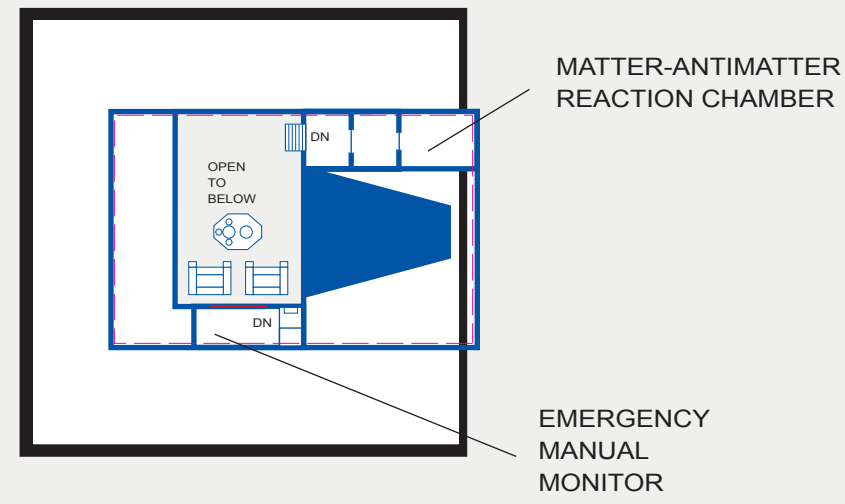 MATTER-ANTIMATTER
REACTION CHAMBER
DN
OPEN
TO
BELOW
DN
EMERGENCY
MANUAL
MONITOR